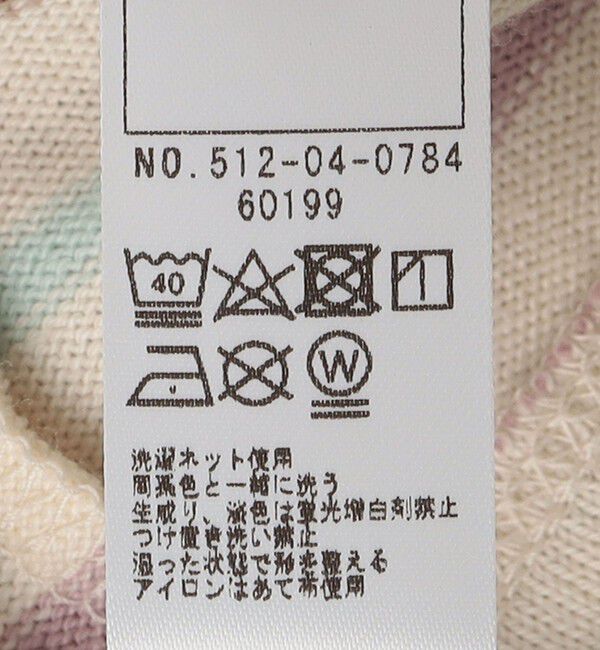 NO.512-04-0784
60199
40
W
洗濯ネット使用
同系色と一緒に洗う
生成り、淡色は蛍光増白剤禁止
つけ置き洗い禁止
湿った状態で形を整える
アイロンはあて布使用